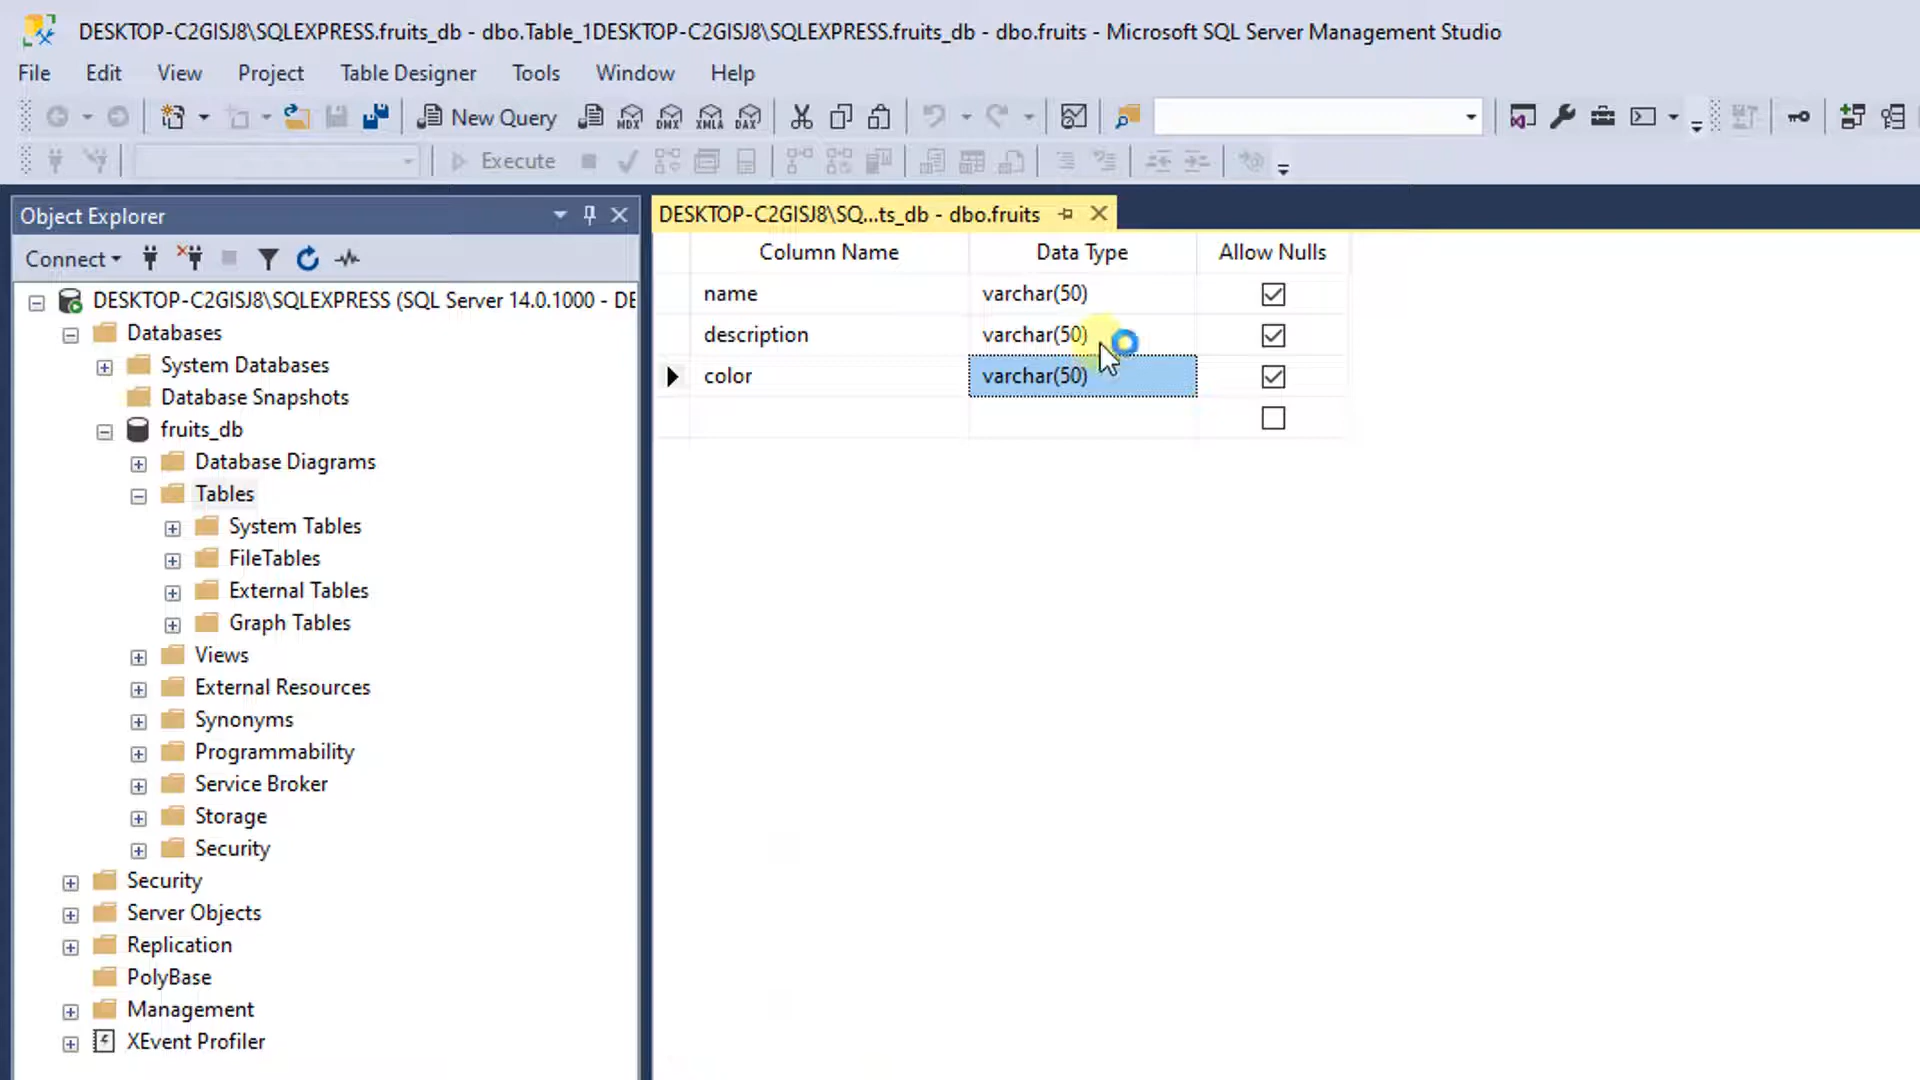 DESKTOP-C2GISJ8\SQLEXPRESS.fruits_db - dbo.Table_1DESKTOP-C2GISJ8\SQLEXPRESS.fruits_db - dbo.fruits - Microsoft SQL Server Management Studio
File Edit View Project Table Designer Tools Window Help
New Query MDX DMX XMLA DAX
Execute
Object Explorer
Connect
DESKTOP-C2GISJ8\SQLEXPRESS (SQL Server 14.0.1000 - DE
Databases
System Databases
Database Snapshots
fruits_db
Database Diagrams
Tables
System Tables
FileTables
External Tables
Graph Tables
Views
External Resources
Synonyms
Programmability
Service Broker
Storage
Security
Security
Server Objects
Replication
PolyBase
Management
XEvent Profiler
DESKTOP-C2GISJ8\SQ...ts_db - dbo.fruits
Column Name Data Type Allow Nulls
name varchar(50)
description varchar(50)
color varchar(50)